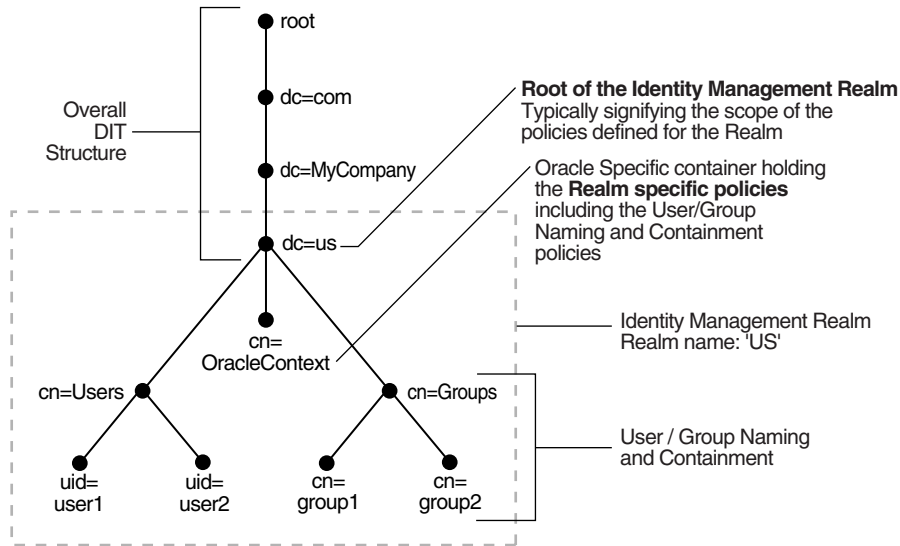 root
dc=com
Overall
DIT
Structure
dc=MyCompany
dc=us
Root of the Identity Management Realm
Typically signifying the scope of the
policies defined for the Realm
Oracle Specific container holding
the Realm specific policies
including the User/Group
Naming and Containment
policies
cn=
OracleContext
Identity Management Realm
Realm name: 'US'
cn=Users
cn=Groups
User / Group Naming
and Containment
uid=
user1
uid=
user2
cn=
group1
cn=
group2